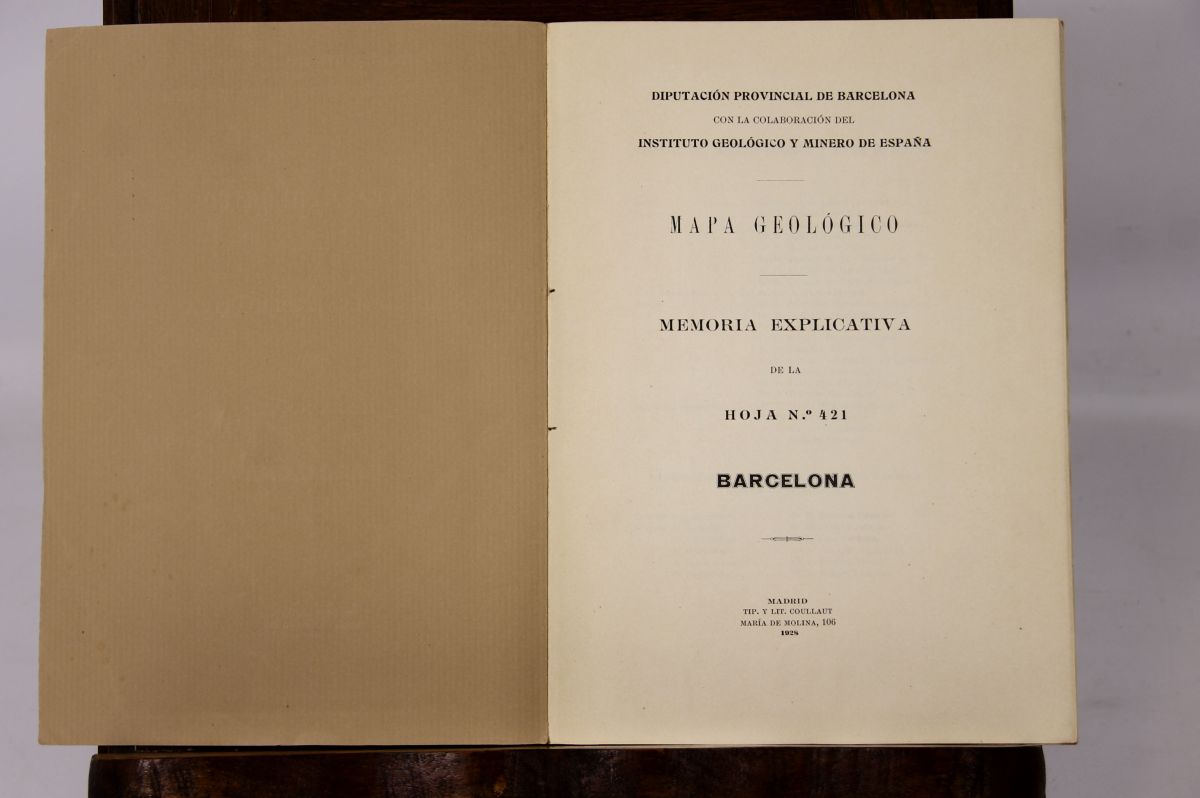 DIPUTACIÓN PROVINCIAL DE BARCELONA
CON LA COLABORACIÓN DEL
INSTITUTO GEOLÓGICO Y MINERO DE ESPAÑA
MAPA GEOLÓGICO
MEMORIA EXPLICATIVA
DE LA
HOJA N.º 421
BARCELONA
MADRID
TIP. Y LIT. COULLAUT
MARÍA DE MOLINA, 106
1928